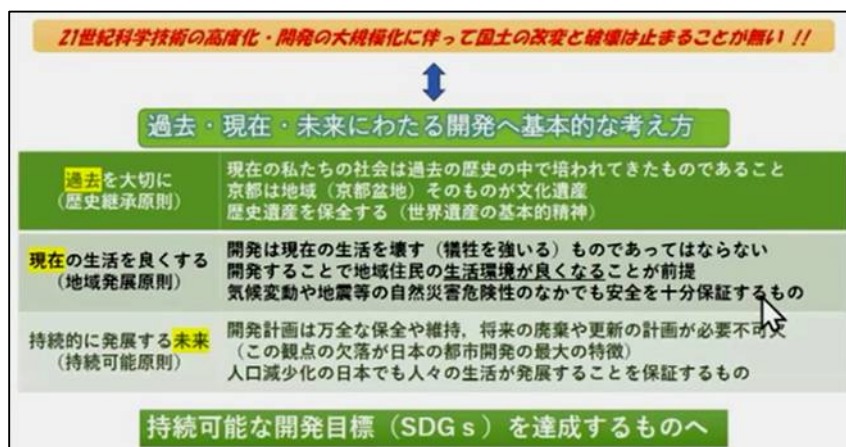 21世紀科学技術の高度化・開発の大規模化に伴って国土の改変と破壊は止まることが無い!!
過去・現在・未来にわたる開発へ基本的な考え方
過去を大切に
(歴史継承原則)
現在の私たちの社会は過去の歴史の中で培われてきたものであること
京都は地域(京都盆地)そのものが文化遺産
歴史遺産を保全する(世界遺産の基本的精神)
現在の生活を良くする
(地域発展原則)
開発は現在の生活を壊す(犠牲を強いる)ものであってはならない
開発することで地域住民の生活環境が良くなることが前提
気候変動や地震等の自然災害危険性のなかでも安全を十分保証するもの
持続的に発展する未来
(持続可能原則)
開発計画は万全な保全や維持,将来の廃棄や更新の計画が必要不可欠
(この観点の欠落が日本の都市開発の最大の特徴)
人口減少化の日本でも人々の生活が発展することを保証するもの
持続可能な開発目標(SDGs)を達成するものへ